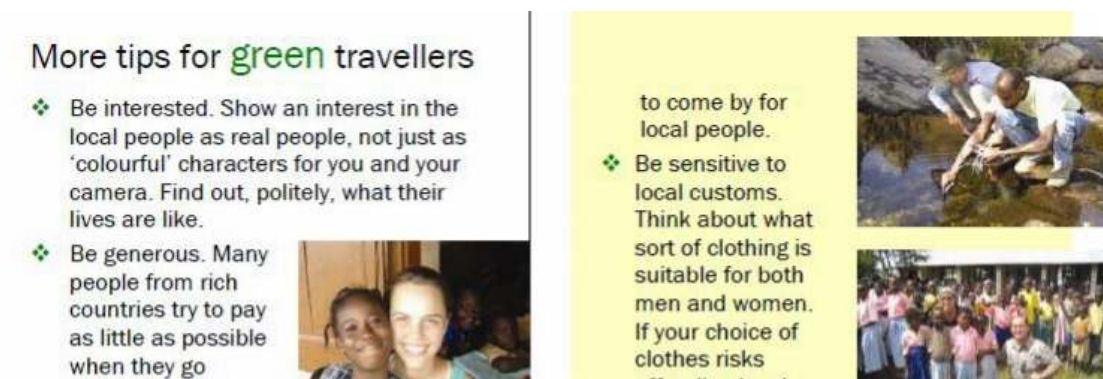 More tips for green travellers
❖ Be interested. Show an interest in the
local people as real people, not just as
‘colourful’ characters for you and your
camera. Find out, politely, what their
lives are like.
❖ Be generous. Many
people from rich
countries try to pay
as little as possible
when they go
to come by for
local people.
❖ Be sensitive to
local customs.
Think about what
sort of clothing is
suitable for both
men and women.
If your choice of
clothes risks